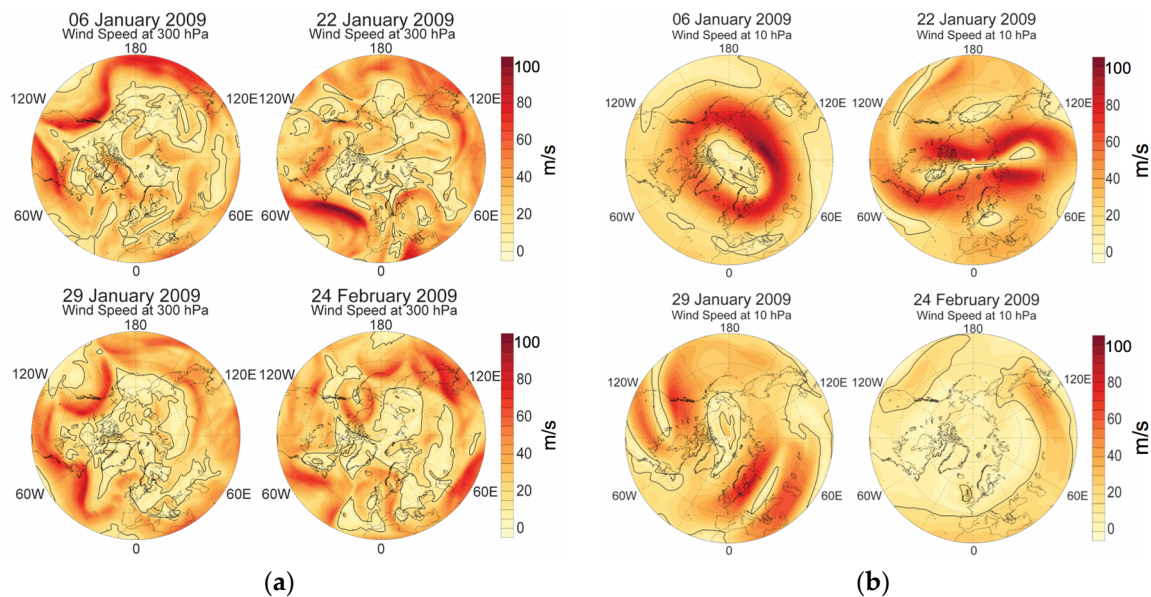 06 January 2009
Wind Speed at 300 hPa
180
120W
120E
60W
60E
0
22 January 2009
Wind Speed at 300 hPa
180
120W
120E
60W
60E
0
100
80
60
40
20
0
m/s
29 January 2009
Wind Speed at 300 hPa
180
120W
120E
60W
60E
0
24 February 2009
Wind Speed at 300 hPa
180
120W
120E
60W
60E
0
100
80
60
40
20
0
m/s
(a)
06 January 2009
Wind Speed at 10 hPa
180
120W
120E
60W
60E
0
22 January 2009
Wind Speed at 10 hPa
180
120W
120E
60W
60E
0
100
80
60
40
20
0
m/s
29 January 2009
Wind Speed at 10 hPa
180
120W
120E
60W
60E
0
24 February 2009
Wind Speed at 10 hPa
180
120W
120E
60W
60E
0
100
80
60
40
20
0
m/s
(b)